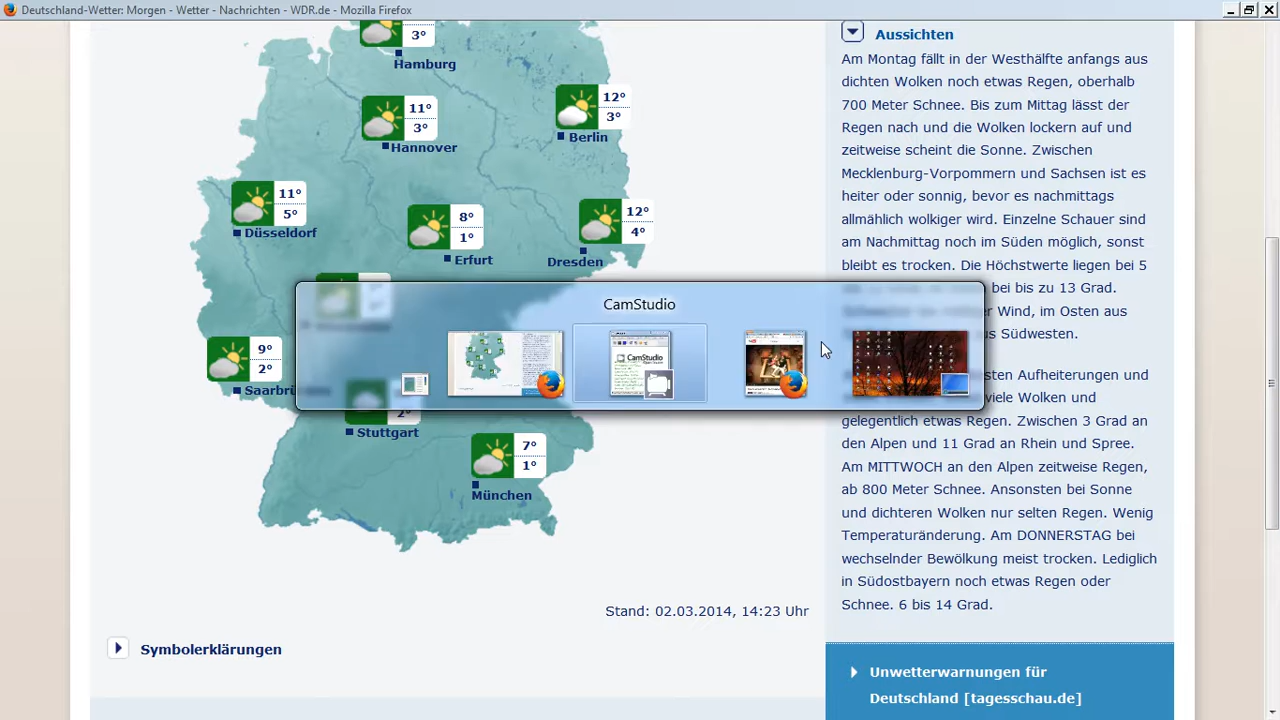 Deutschland-Wetter: Morgen - Wetter - Nachrichten - WDR.de - Mozilla Firefox
3°
Hamburg
11°
3°
Hannover
12°
3°
Berlin
11°
5°
Düsseldorf
8°
1°
Erfurt
12°
4°
Dresden
CamStudio
CamStudio
9°
2°
Saarbrü
2°
Stuttgart
7°
1°
München
Stand: 02.03.2014, 14:23 Uhr
Symbolerklärungen
Aussichten
Am Montag fällt in der Westhälfte anfangs aus
dichten Wolken noch etwas Regen, oberhalb
700 Meter Schnee. Bis zum Mittag lässt der
Regen nach und die Wolken lockern auf und
zeitweise scheint die Sonne. Zwischen
Mecklenburg-Vorpommern und Sachsen ist es
heiter oder sonnig, bevor es nachmittags
allmählich wolkiger wird. Einzelne Schauer sind
am Nachmittag noch im Süden möglich, sonst
bleibt es trocken. Die Höchstwerte liegen bei 5
bei bis zu 13 Grad.
Wind, im Osten aus
Südwesten.
Aufheiterungen und
viele Wolken und
gelegentlich etwas Regen. Zwischen 3 Grad an
den Alpen und 11 Grad an Rhein und Spree.
Am MITTWOCH an den Alpen zeitweise Regen,
ab 800 Meter Schnee. Ansonsten bei Sonne
und dichteren Wolken nur selten Regen. Wenig
Temperaturänderung. Am DONNERSTAG bei
wechselnder Bewölkung meist trocken. Lediglich
in Südostbayern noch etwas Regen oder
Schnee. 6 bis 14 Grad.
Unwetterwarnungen für
Deutschland [tagesschau.de]